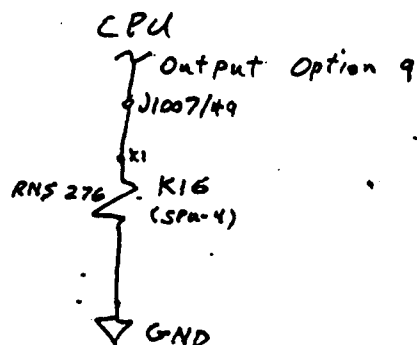 CPU
Output Option 9
J1007/49
X1
RNS 276 K16
(SPU-4)
GND